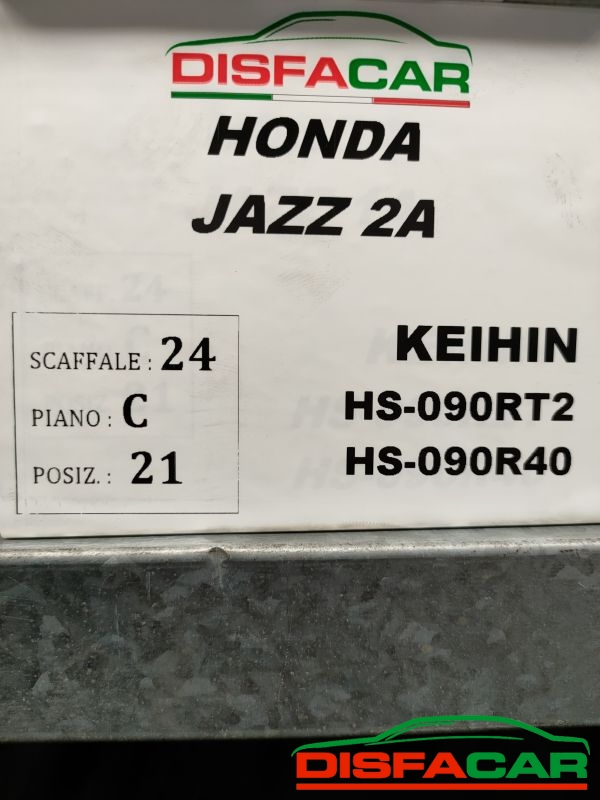 DISFACAR
HONDA
JAZZ 2A
SCAFFALE : 24
PIANO : C
POSIZ. : 21
KEIHIN
HS-090RT2
HS-090R40
DISFACAR